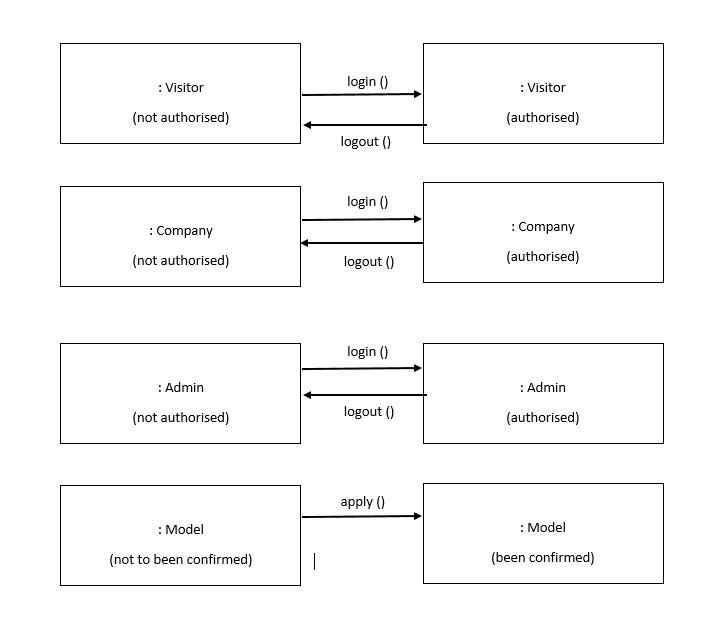 : Visitor
(not authorised)
login ()
logout ()
: Visitor
(authorised)
: Company
(not authorised)
login ()
logout ()
: Company
(authorised)
: Admin
(not authorised)
login ()
logout ()
: Admin
(authorised)
: Model
(not to been confirmed)
apply ()
: Model
(been confirmed)